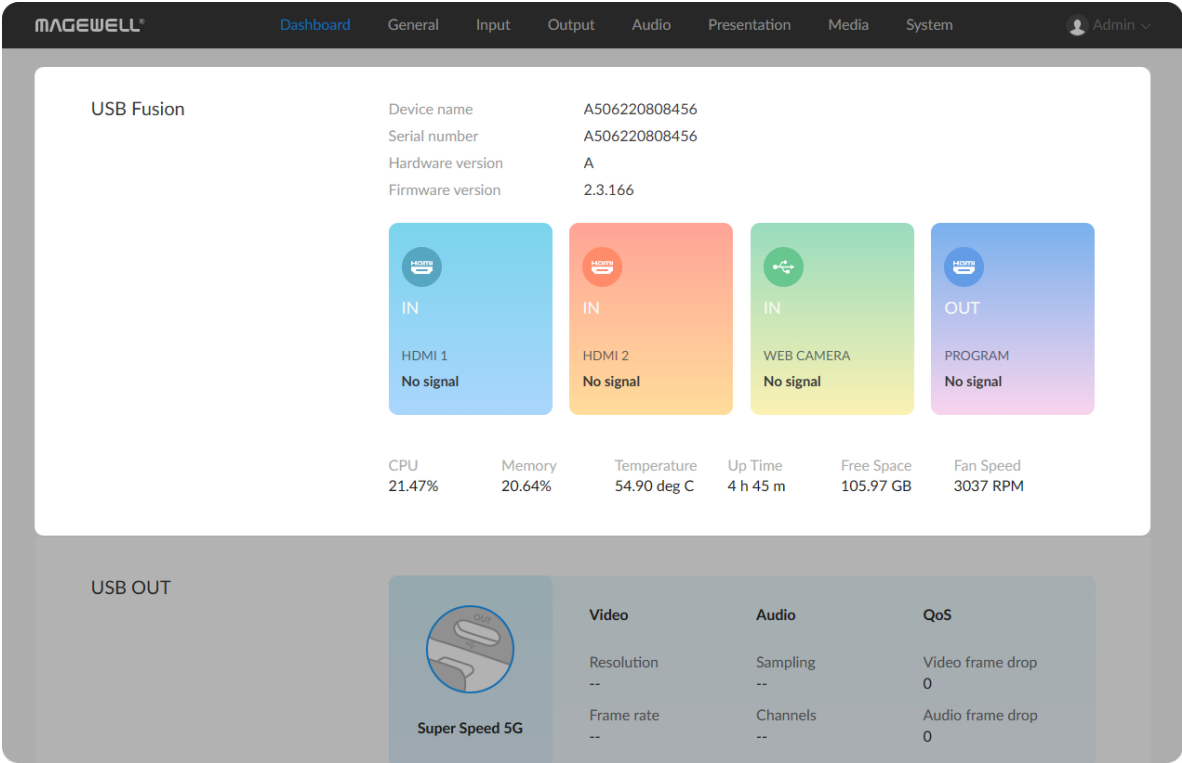 MAGEWELL® Dashboard General Input Output Audio Presentation Media System Admin
USB Fusion
Device name A506220808456
Serial number A506220808456
Hardware version A
Firmware version 2.3.166
HDMI HDMI HDMI
IN IN IN OUT
HDMI 1 HDMI 2 WEB CAMERA PROGRAM
No signal No signal No signal No signal
CPU Memory Temperature Up Time Free Space Fan Speed
21.47% 20.64% 54.90 deg C 4 h 45 m 105.97 GB 3037 RPM
USB OUT
OUT
Super Speed 5G
Video Audio QoS
Resolution Sampling Video frame drop
-- -- 0
Frame rate Channels Audio frame drop
-- -- 0